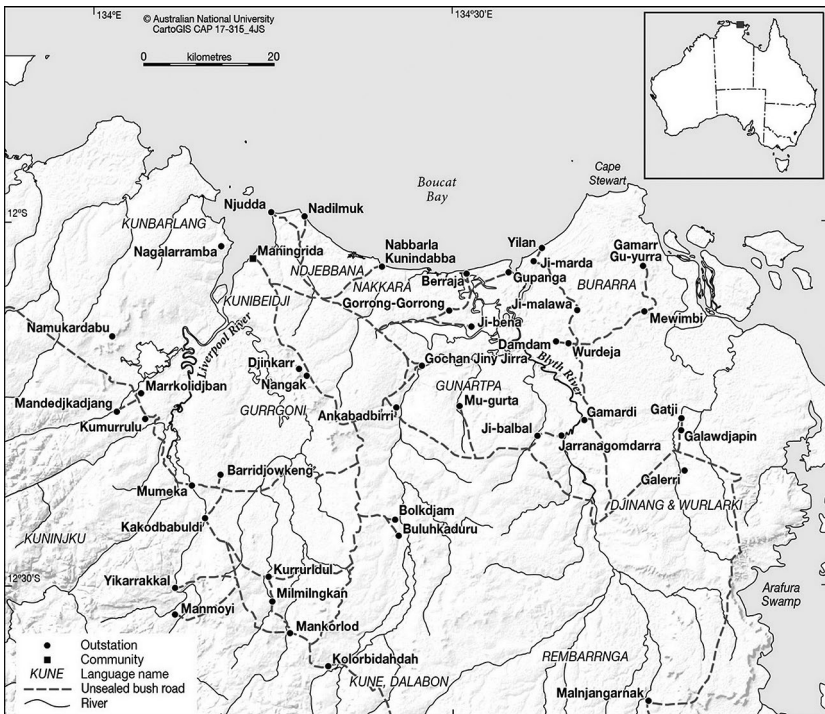 134°E
134°30'E
© Australian National University
CartoGIS CAP 17-315_4JS
0
kilometres
20
Cape
Stewart
Boucat
Bay
12°S
Njudda
Nadilmuk
KUNBARLANG
Nagalarramba
Maningrida
NDJEBBANA
Nabbarla
Kunindabba
NAKKARA
Yilan
Ji-marda
Gamarr
Gu-yurra
Berraja
Gupanga
BURARRA
KUNIBEIDJI
Gorrong-Gorrong
Ji-malawa
Mewimbi
Namukardabu
Liverpool River
Ji-bena
Damdam
Wurdeja
Djinkarr
Nangak
Gochan Jiny Jirra
Blyth River
Marrkolidjban
GURRGONI
GUNARTPA
Mandedjkadjang
Kumurrulu
Ankabadbirri
Mu-gurta
Gamardi
Gatji
Ji-balbal
Jarranagomdarra
Galawdjapin
Barridjowkeng
Galerri
Mumeka
DJINANG & WURLARKI
Kakodbabuldi
Bolkdjam
Buluhkaduru
KUNINJKU
12°30'S
Kurrurldul
Yikarrakkal
Milmilngkan
Arafura
Swamp
Manmoyi
Mankorlod
Outstation
Community
KUNE
Language name
Unsealed bush road
River
Kolorbidahdah
KUNE, DALABON
REMBARRNGA
Malnjangarnak